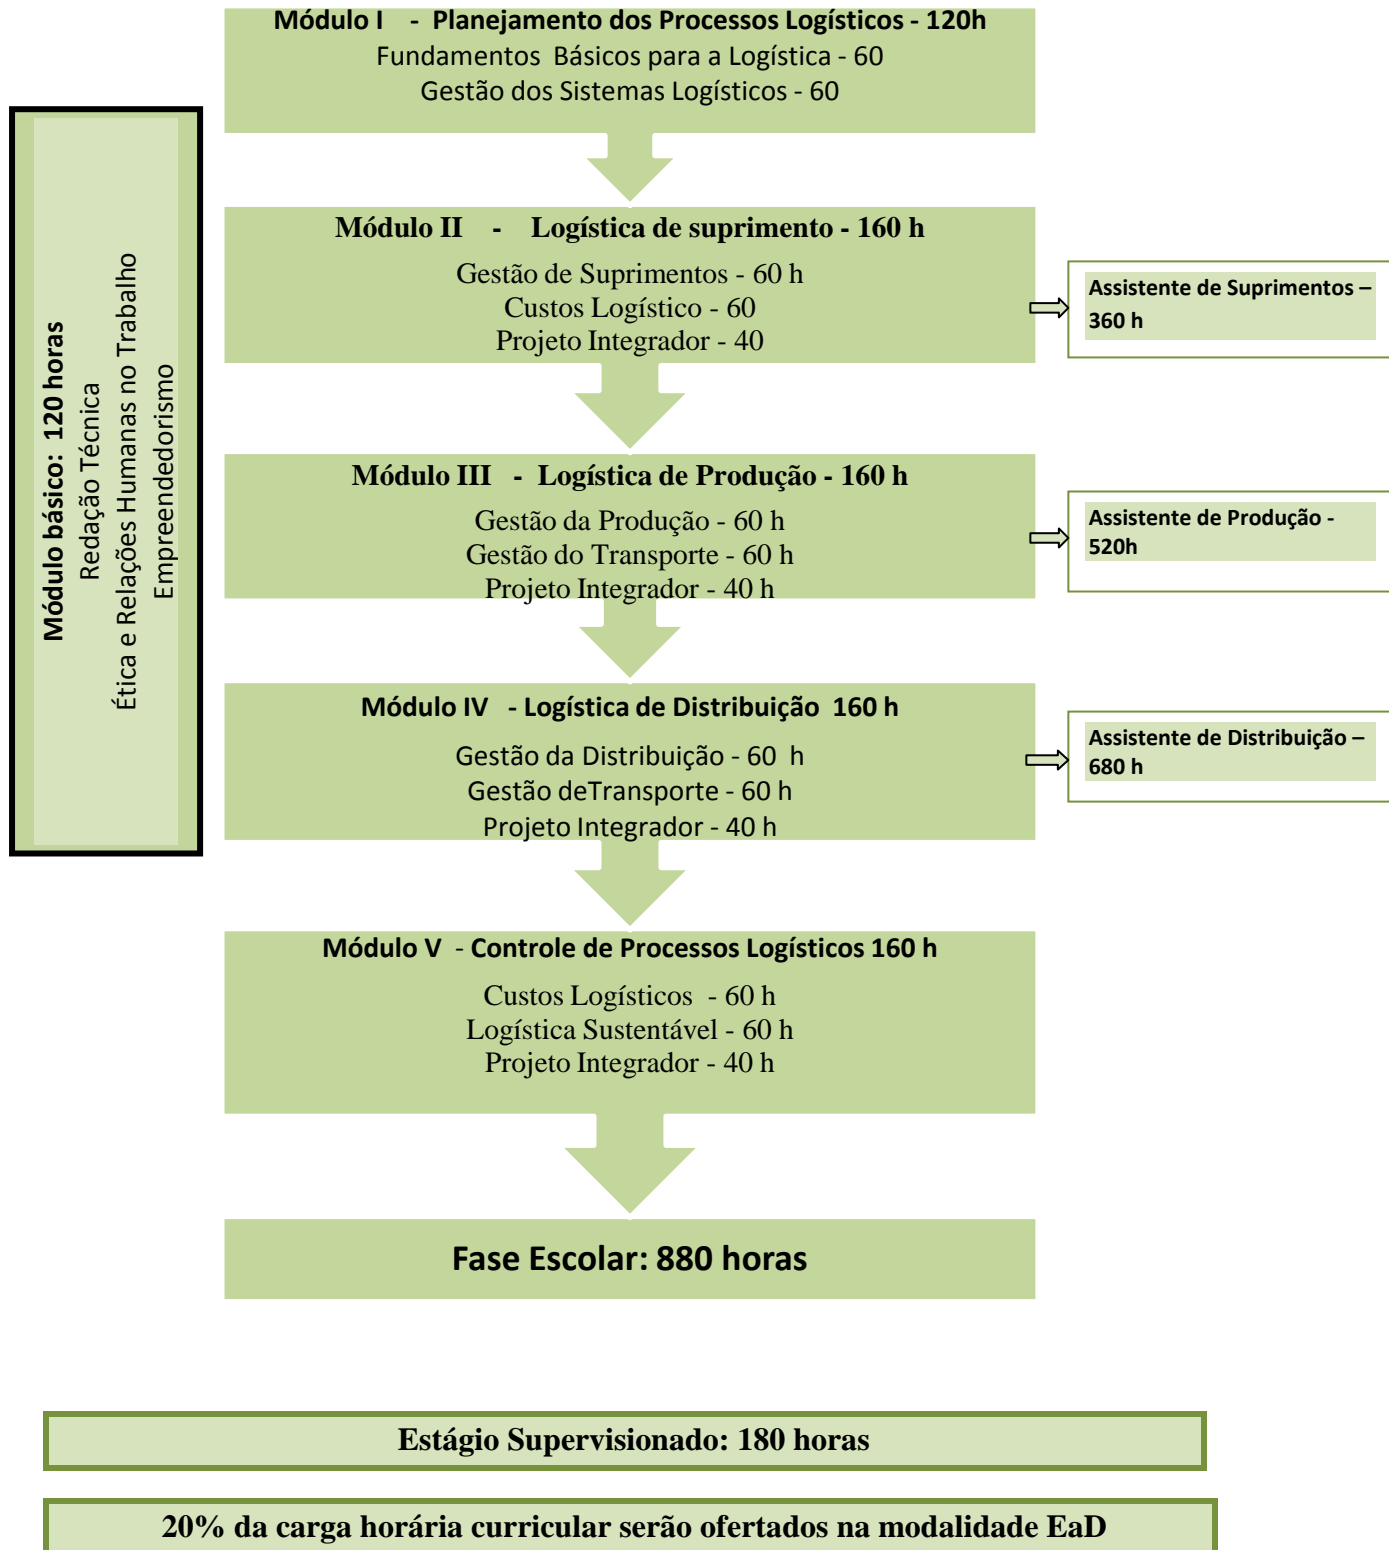 Módulo I - Planejamento dos Processos Logísticos - 120h
Fundamentos Básicos para a Logística - 60
Gestão dos Sistemas Logísticos - 60
Módulo básico: 120 horas
Redação Técnica
Ética e Relações Humanas no Trabalho
Empreendedorismo
Módulo II - Logística de suprimento - 160 h
Gestão de Suprimentos - 60 h
Custos Logístico - 60
Projeto Integrador - 40
Assistente de Suprimentos –
360 h
Módulo III - Logística de Produção - 160 h
Gestão da Produção - 60 h
Gestão do Transporte - 60 h
Projeto Integrador - 40 h
Assistente de Produção -
520h
Módulo IV - Logística de Distribuição 160 h
Gestão da Distribuição - 60 h
Gestão deTransporte - 60 h
Projeto Integrador - 40 h
Assistente de Distribuição –
680 h
Módulo V - Controle de Processos Logísticos 160 h
Custos Logísticos - 60 h
Logística Sustentável - 60 h
Projeto Integrador - 40 h
Fase Escolar: 880 horas
Estágio Supervisionado: 180 horas
20% da carga horária curricular serão ofertados na modalidade EaD